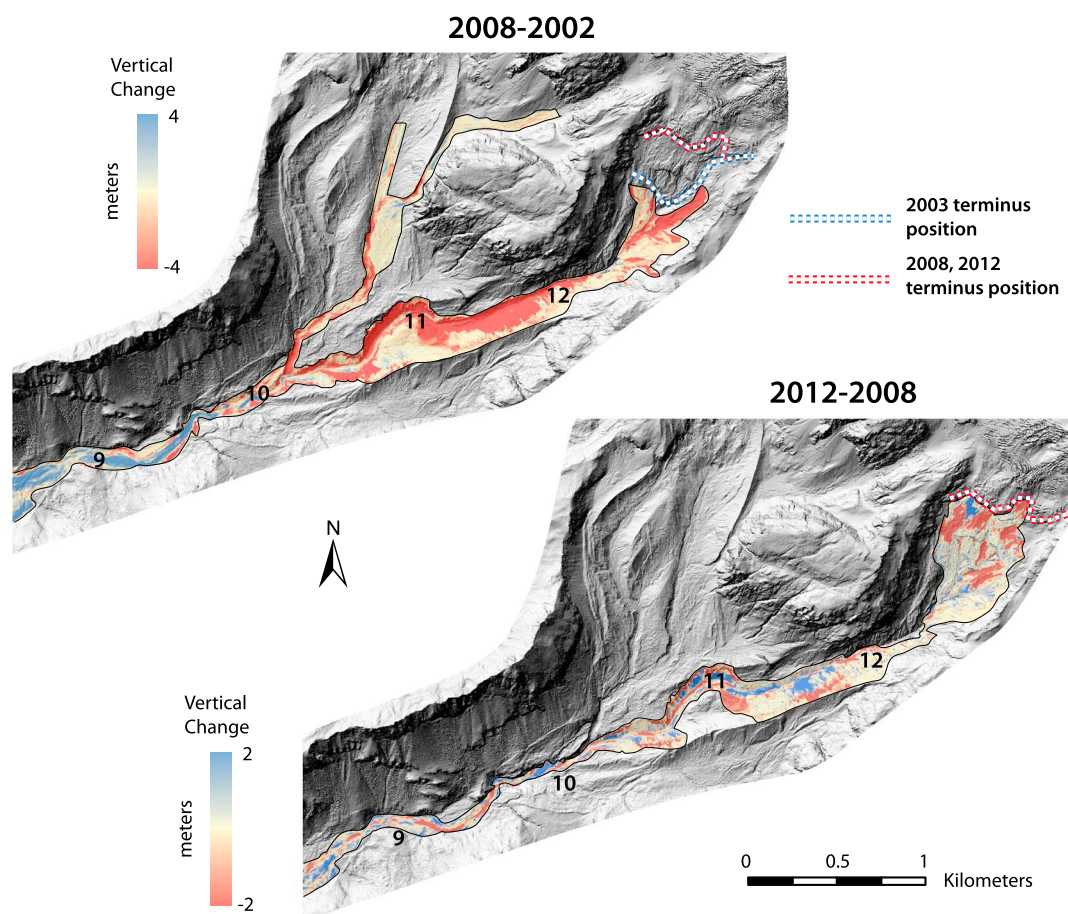 2008-2002
Vertical
Change
4
meters
-4
2003 terminus
position
2008, 2012
terminus position
12
11
10
9
2012-2008
N
Vertical
Change
2
meters
-2
12
11
10
9
0 0.5 1
Kilometers